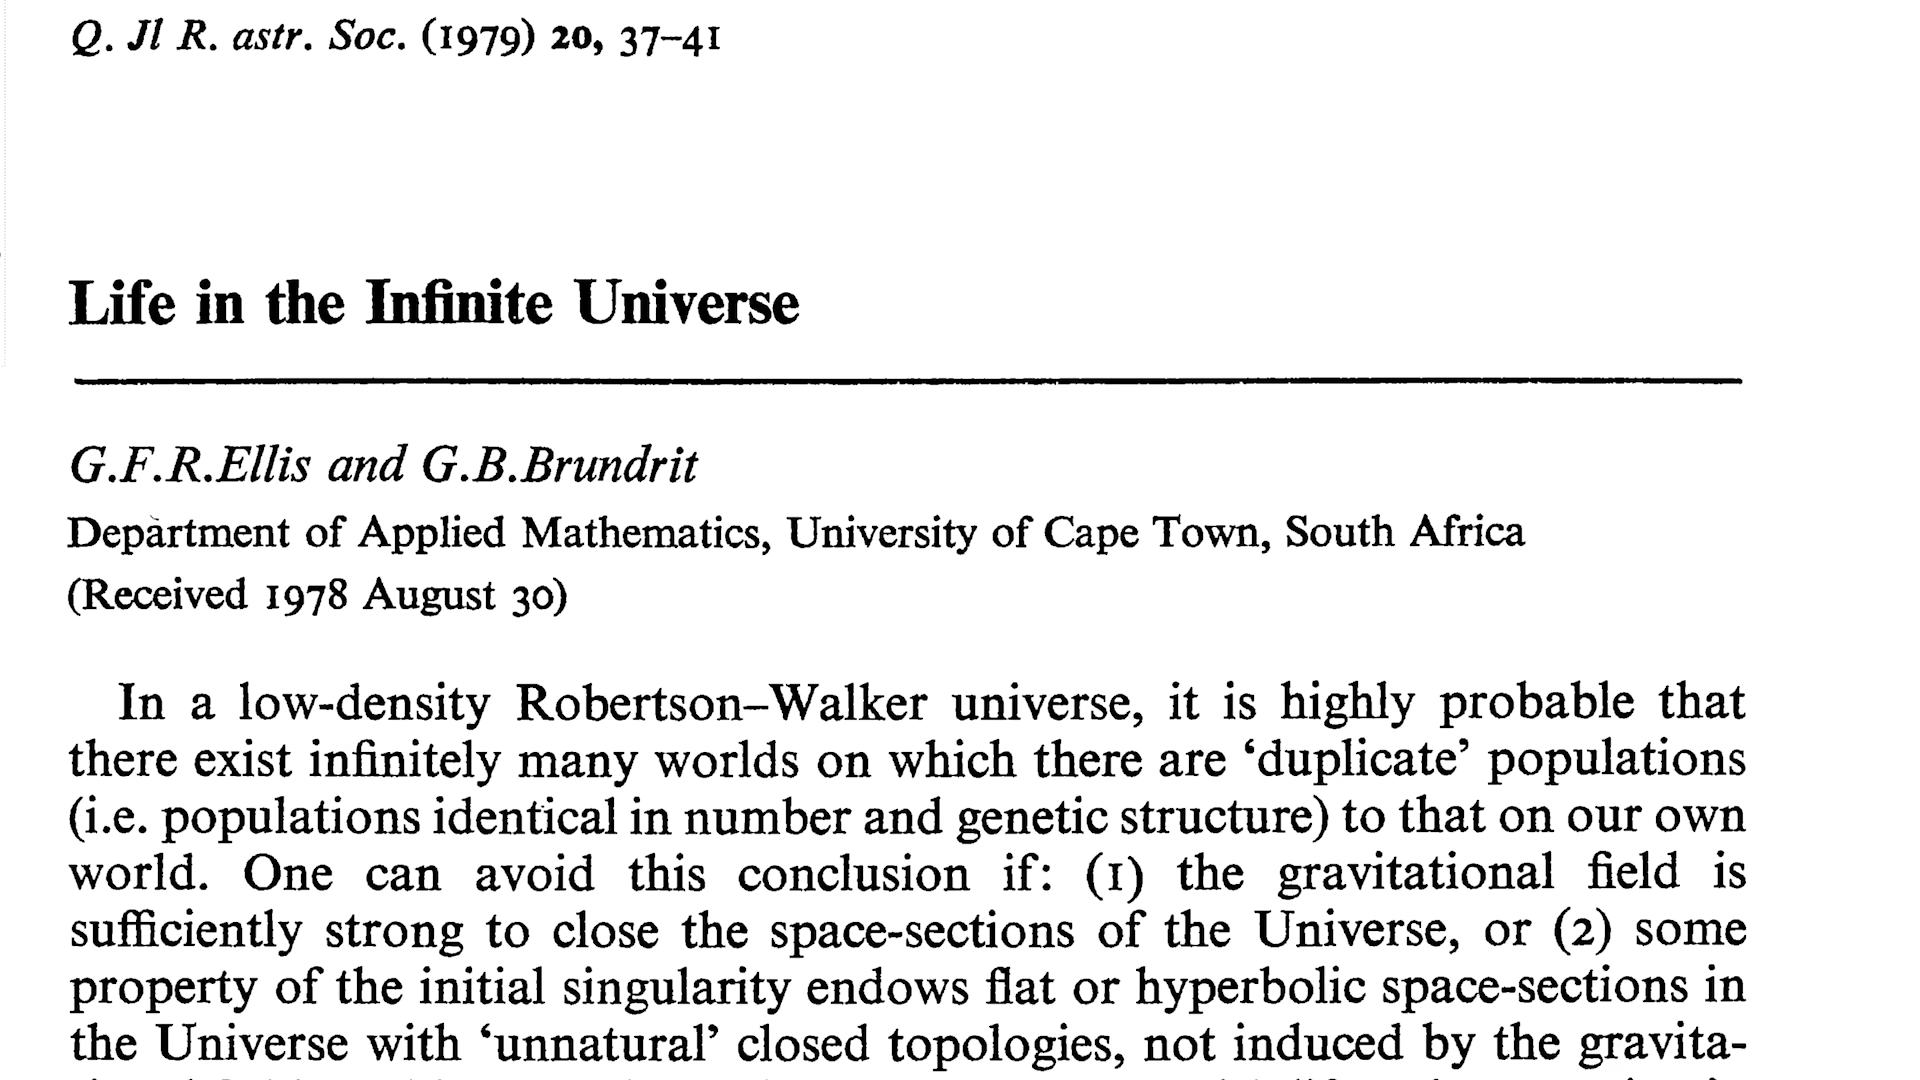 Q. Jl R. astr. Soc. (1979) 20, 37–41
Life in the Infinite Universe
G.F.R.Ellis and G.B.Brundrit
Department of Applied Mathematics, University of Cape Town, South Africa
(Received 1978 August 30)
In a low-density Robertson–Walker universe, it is highly probable that
there exist infinitely many worlds on which there are ‘duplicate’ populations
(i.e. populations identical in number and genetic structure) to that on our own
world. One can avoid this conclusion if: (1) the gravitational field is
sufficiently strong to close the space-sections of the Universe, or (2) some
property of the initial singularity endows flat or hyperbolic space-sections in
the Universe with ‘unnatural’ closed topologies, not induced by the gravita-